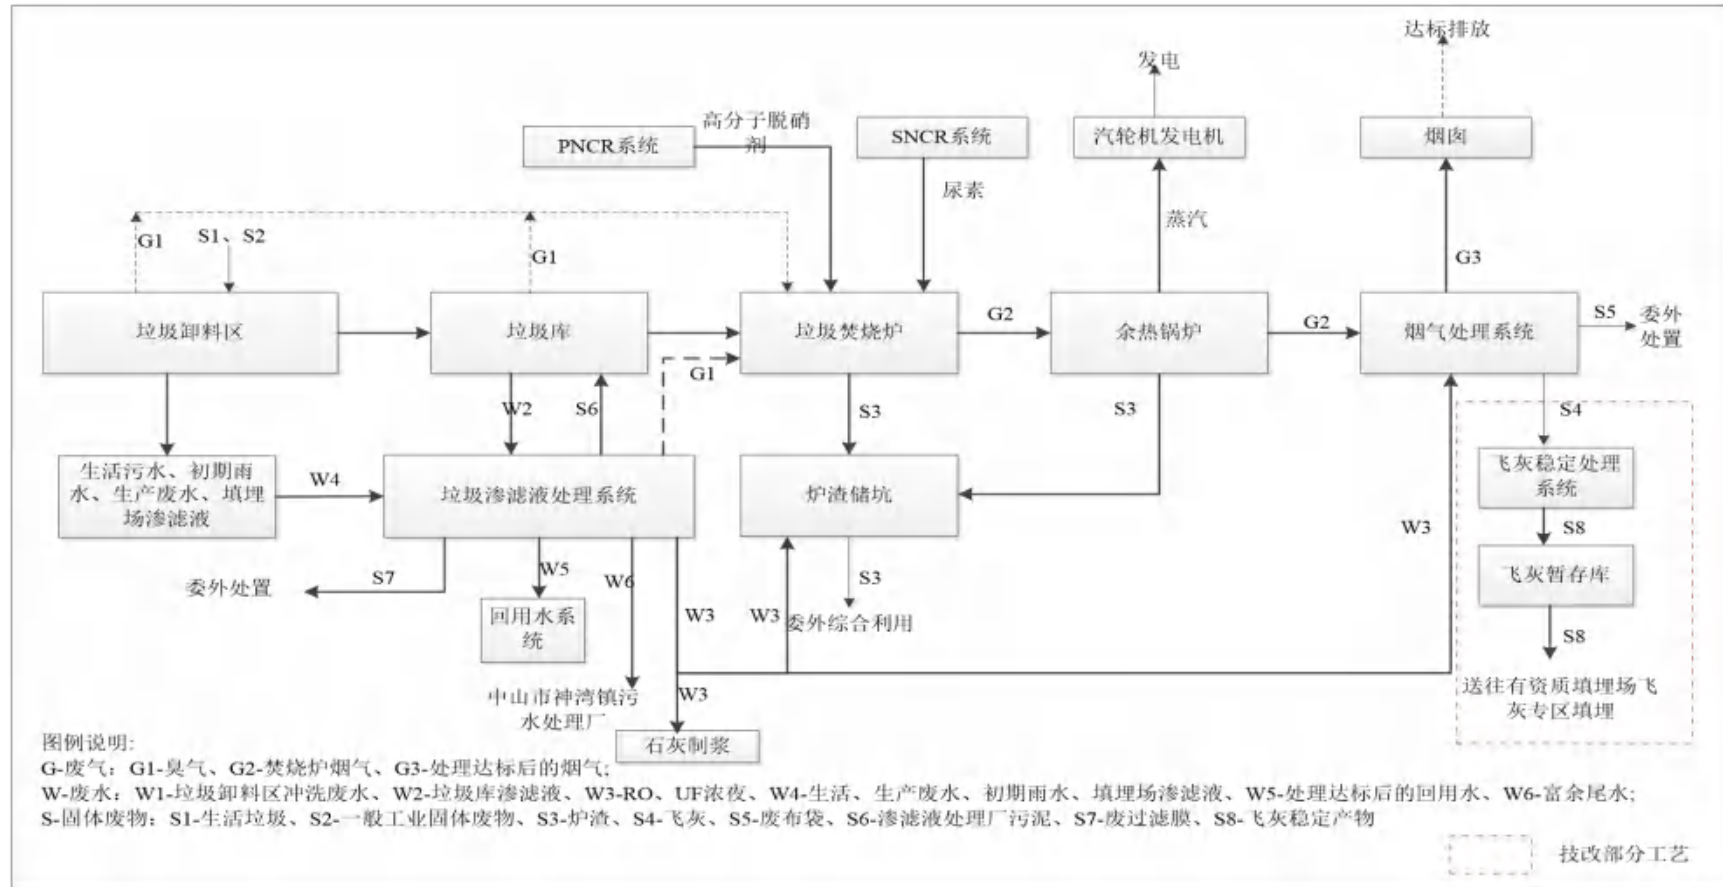 达标排放
发电
高分子脱硝
剂
PNCR系统
SNCR系统
汽轮机发电机
烟囱
尿素
蒸汽
G1
S1、S2
G1
G3
垃圾卸料区
垃圾库
垃圾焚烧炉
G2
余热锅炉
G2
烟气处理系统
S5
委外
处置
G1
W2
S6
S3
S3
S4
生活污水、初期雨
水、生产废水、填埋
场渗滤液
W4
垃圾渗滤液处理系统
炉渣储坑
飞灰稳定处理
系统
W3
S8
委外处置
S7
W5
W6
S3
飞灰暂存库
回用水系
统
W3
W3
委外综合利用
S8
中山市神湾镇污
水处理厂
W3
送往有资质填埋场飞
灰专区填埋
石灰制浆
图例说明:
G-废气：G1-臭气、G2-焚烧炉烟气、G3-处理达标后的烟气;
W-废水：W1-垃圾卸料区冲洗废水、W2-垃圾库渗滤液、W3-RO、UF浓夜、W4-生活、生产废水、初期雨水、填埋场渗滤液、W5-处理达标后的回用水、W6-富余尾水;
S-固体废物：S1-生活垃圾、S2-一般工业固体废物、S3-炉渣、S4-飞灰、S5-废布袋、S6-渗滤液处理厂污泥、S7-废过滤膜、S8-飞灰稳定产物
技改部分工艺